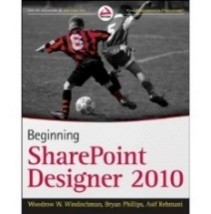 Beginning
SharePoint
Designer 2010
Woodrow W. Windischman, Bryan Phillips, Asif Rehmani